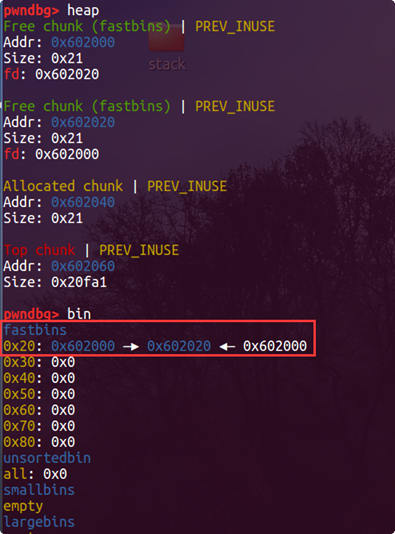 pwndbg> heap
Free chunk (fastbins) | PREV_INUSE
Addr: 0x602000
Size: 0x21
fd: 0x602020
stack
Free chunk (fastbins) | PREV_INUSE
Addr: 0x602020
Size: 0x21
fd: 0x602000
Allocated chunk | PREV_INUSE
Addr: 0x602040
Size: 0x21
Top chunk | PREV_INUSE
Addr: 0x602060
Size: 0x20fa1
pwndbg> bin
fastbins
0x20: 0x602000 → 0x602020 ← 0x602000
0x30: 0x0
0x40: 0x0
0x50: 0x0
0x60: 0x0
0x70: 0x0
0x80: 0x0
unsortedbin
all: 0x0
smallbins
empty
largebins